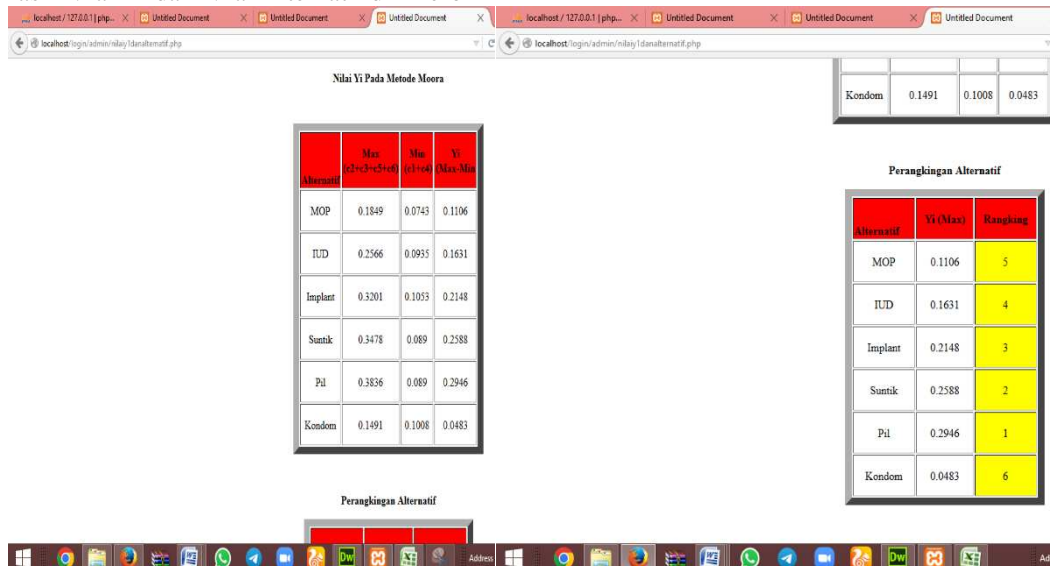 localhost / 127.0.0.1 | php...
Untitled Document
Untitled Document
Untitled Document
localhost/login/admin/nilaiy1danalternatif.php
Nilai Yi Pada Metode Moora
Alternatif Max (c2+c3+c5+c6) Min (c1+c4) Yi (Max-Min
MOP 0.1849 0.0743 0.1106
IUD 0.2566 0.0935 0.1631
Implant 0.3201 0.1053 0.2148
Suntik 0.3478 0.089 0.2588
Pil 0.3836 0.089 0.2946
Kondom 0.1491 0.1008 0.0483
Perangkingan Alternatif
Address
localhost / 127.0.0.1 | php...
Untitled Document
Untitled Document
Untitled Document
localhost/login/admin/nilaiy1danalternatif.php
Kondom 0.1491 0.1008 0.0483
Perangkingan Alternatif
Alternatif Yi (Max) Rangking
MOP 0.1106 5
IUD 0.1631 4
Implant 0.2148 3
Suntik 0.2588 2
Pil 0.2946 1
Kondom 0.0483 6
Ad